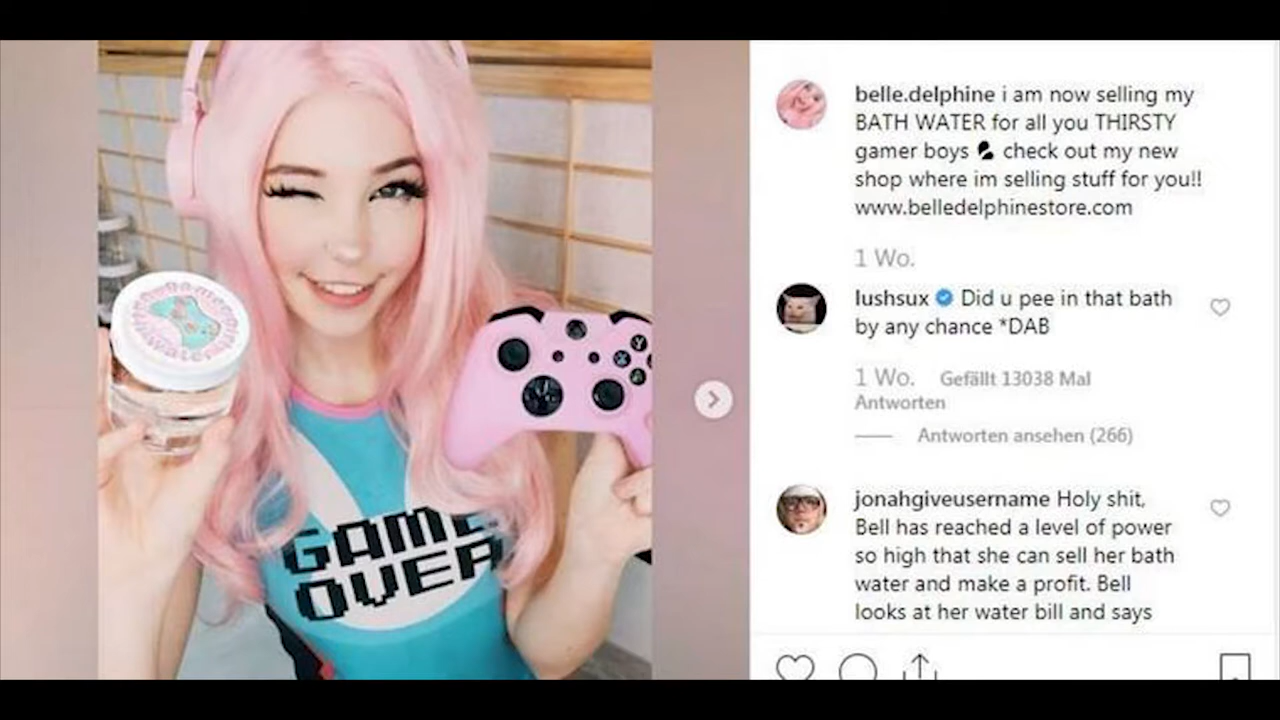 belle.delphine i am now selling my
BATH WATER for all you THIRSTY
gamer boys 💦 check out my new
shop where im selling stuff for you!!
www.belledelphinestore.com
1 Wo.
lushsux Did u pee in that bath
by any chance *DAB
1 Wo. Gefällt 13038 Mal
Antworten
Antworten ansehen (266)
jonahgiveusername Holy shit,
Bell has reached a level of power
so high that she can sell her bath
water and make a profit. Bell
looks at her water bill and says
GAME
OVER
Y
X